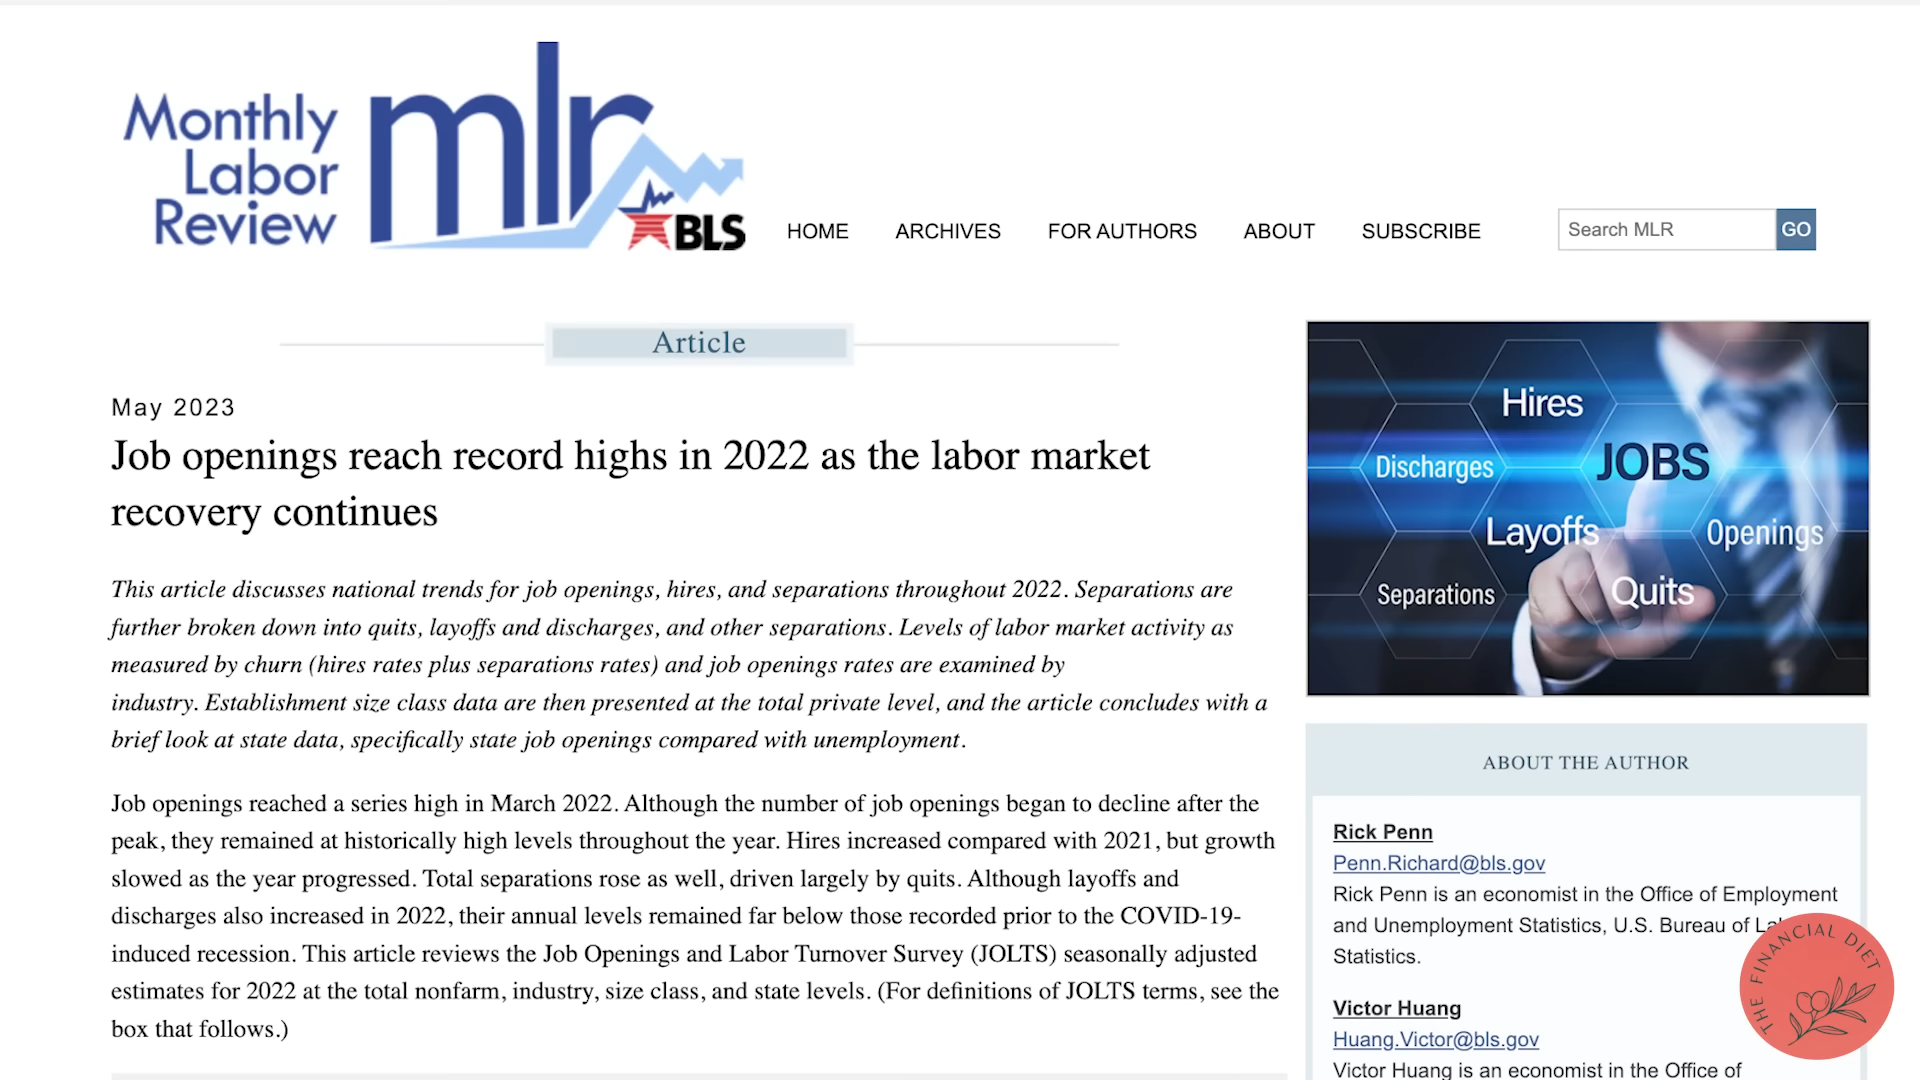 Monthly
Labor
Review
mlr
BLS
HOME ARCHIVES FOR AUTHORS ABOUT SUBSCRIBE
Search MLR GO
Article
May 2023
Job openings reach record highs in 2022 as the labor market
recovery continues
This article discusses national trends for job openings, hires, and separations throughout 2022. Separations are
further broken down into quits, layoffs and discharges, and other separations. Levels of labor market activity as
measured by churn (hires rates plus separations rates) and job openings rates are examined by
industry. Establishment size class data are then presented at the total private level, and the article concludes with a
brief look at state data, specifically state job openings compared with unemployment.
Job openings reached a series high in March 2022. Although the number of job openings began to decline after the
peak, they remained at historically high levels throughout the year. Hires increased compared with 2021, but growth
slowed as the year progressed. Total separations rose as well, driven largely by quits. Although layoffs and
discharges also increased in 2022, their annual levels remained far below those recorded prior to the COVID-19-
induced recession. This article reviews the Job Openings and Labor Turnover Survey (JOLTS) seasonally adjusted
estimates for 2022 at the total nonfarm, industry, size class, and state levels. (For definitions of JOLTS terms, see the
box that follows.)
Hires
JOBS
Discharges
Layoffs
Openings
Separations
Quits
ABOUT THE AUTHOR
Rick Penn
Penn.Richard@bls.gov
Rick Penn is an economist in the Office of Employment
and Unemployment Statistics, U.S. Bureau of
Statistics.
Victor Huang
Huang.Victor@bls.gov
Victor Huang is an economist in the Office of
THE FINANCIAL DIET